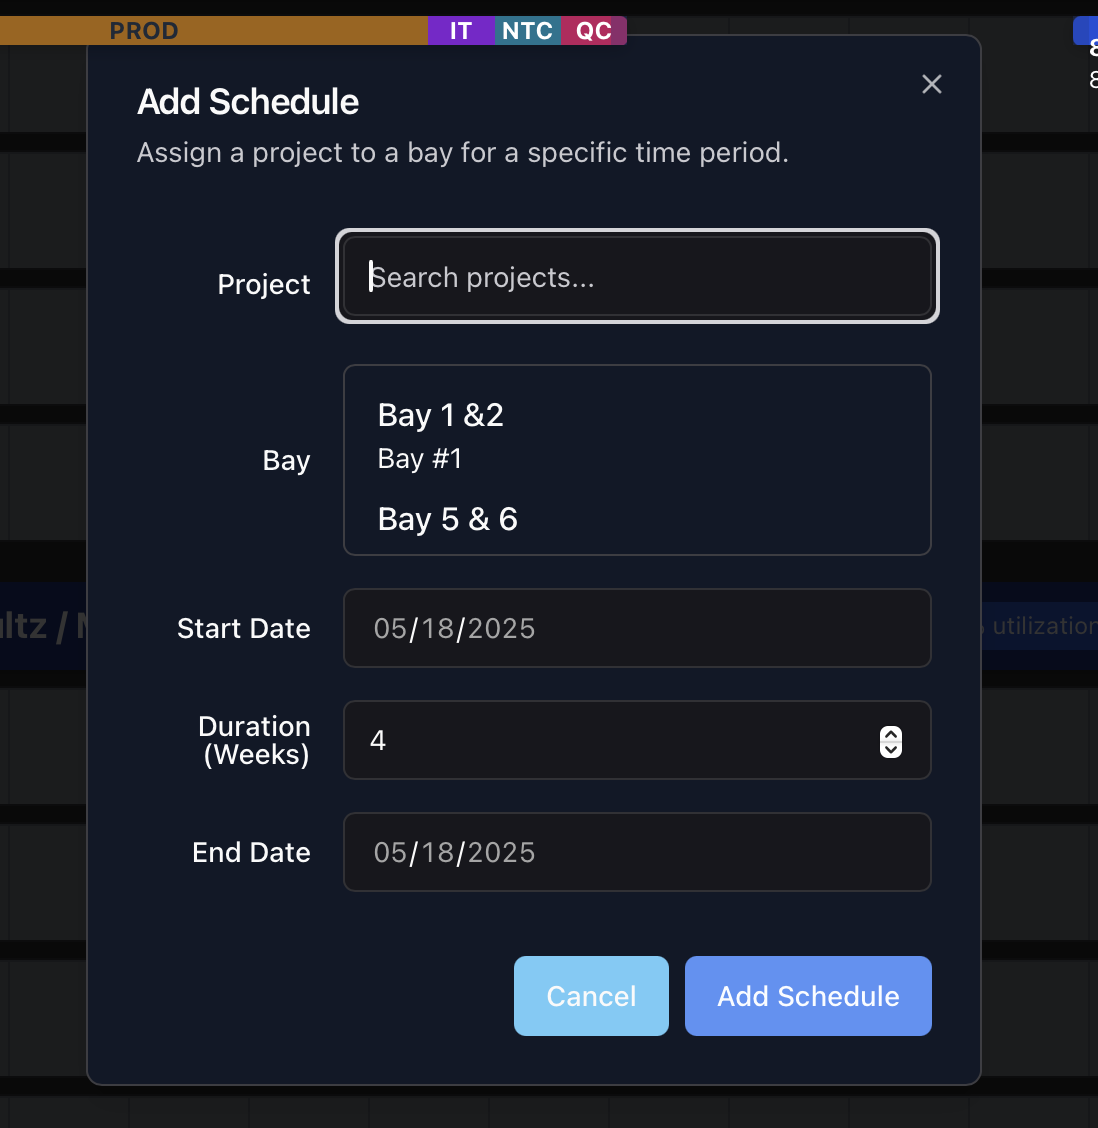 PROD IT NTC QC
Add Schedule
Assign a project to a bay for a specific time period.
Project
Search projects...
Bay
Bay 1 &2
Bay #1
Bay 5 & 6
utilization
Start Date
05/18/2025
Duration
(Weeks)
4
End Date
05/18/2025
Cancel
Add Schedule